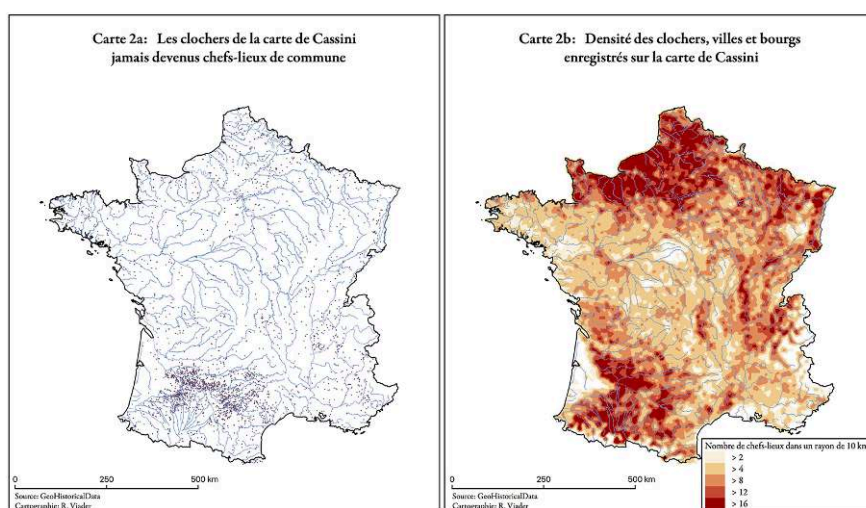 Carte 2a: Les clochers de la carte de Cassini
jamais devenus chefs-lieux de commune
0 250 500 km
Source: GeoHistoricalData
Cartographie: R. Viader
Carte 2b: Densité des clochers, villes et bourgs
enregistrés sur la carte de Cassini
Nombre de chefs-lieux dans un rayon de 10 km
> 2
> 4
> 8
> 12
> 16
0 250 500 km
Source: GeoHistoricalData
Cartographie: R. Viader